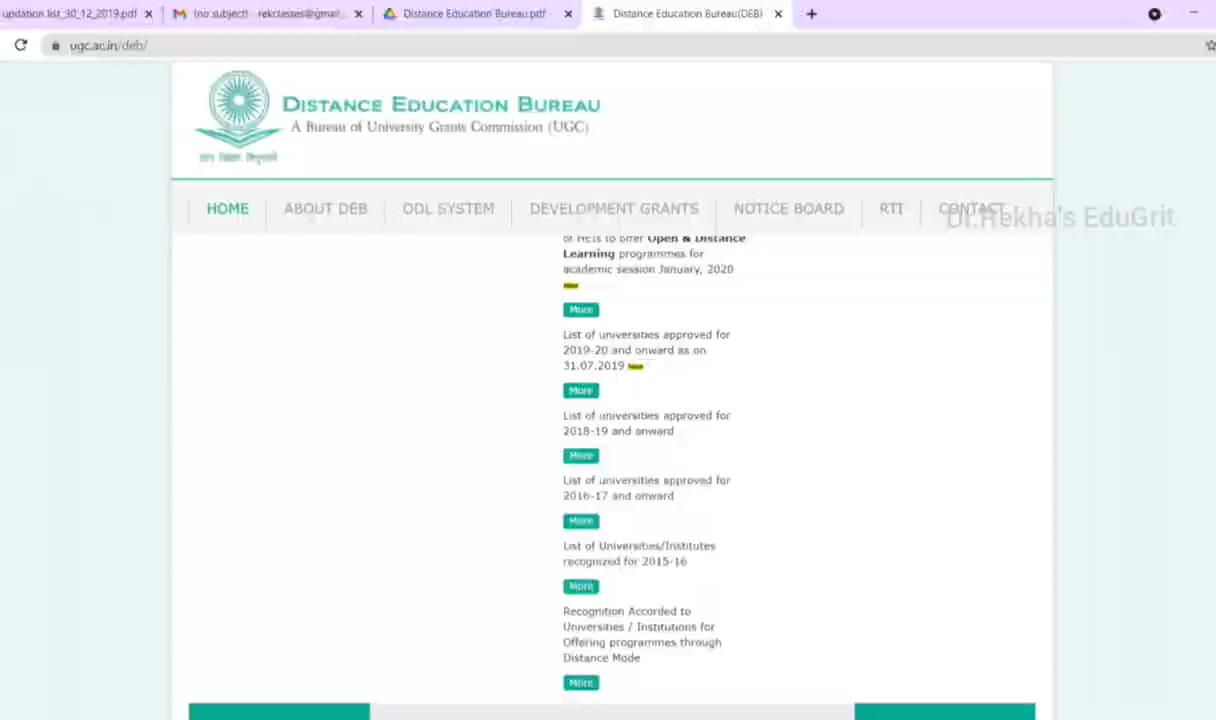 updation list_30_12_2019.pdf
(no subject) - rekclasses@gmail.
Distance Education Bureau.pdf -
Distance Education Bureau(DEB)
ugc.ac.in/deb/
DISTANCE EDUCATION BUREAU
A Bureau of University Grants Commission (UGC)
HOME
ABOUT DEB
ODL SYSTEM
DEVELOPMENT GRANTS
NOTICE BOARD
RTI
CONTACT
Dr.Rekha's EduGrit
of HEIs to offer Open & Distance
Learning programmes for
academic session January, 2020
More
List of universities approved for
2019-20 and onward as on
31.07.2019
More
List of universities approved for
2018-19 and onward
More
List of universities approved for
2016-17 and onward
More
List of Universities/Institutes
recognized for 2015-16
More
Recognition Accorded to
Universities / Institutions for
Offering programmes through
Distance Mode
More